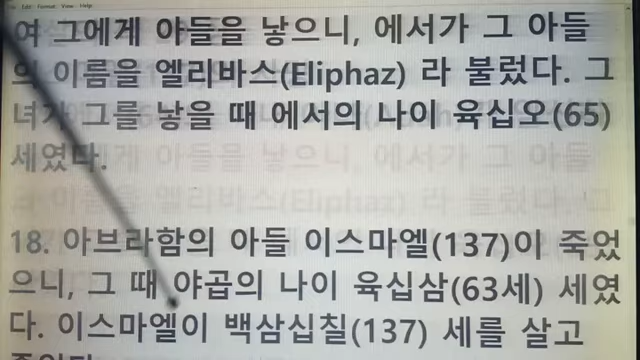 File Edit Format View Help
여 그에게 아들을 낳으니, 에서가 그 아들
의 이름을 엘리바스(Eliphaz) 라 불렀다. 그
녀가 그를 낳을 때 에서의 나이 육십오(65)
세였다.
18. 아브라함의 아들 이스마엘(137)이 죽었
으니, 그 때 야곱의 나이 육십삼(63세) 세였
다. 이스마엘이 백삼십칠(137) 세를 살고